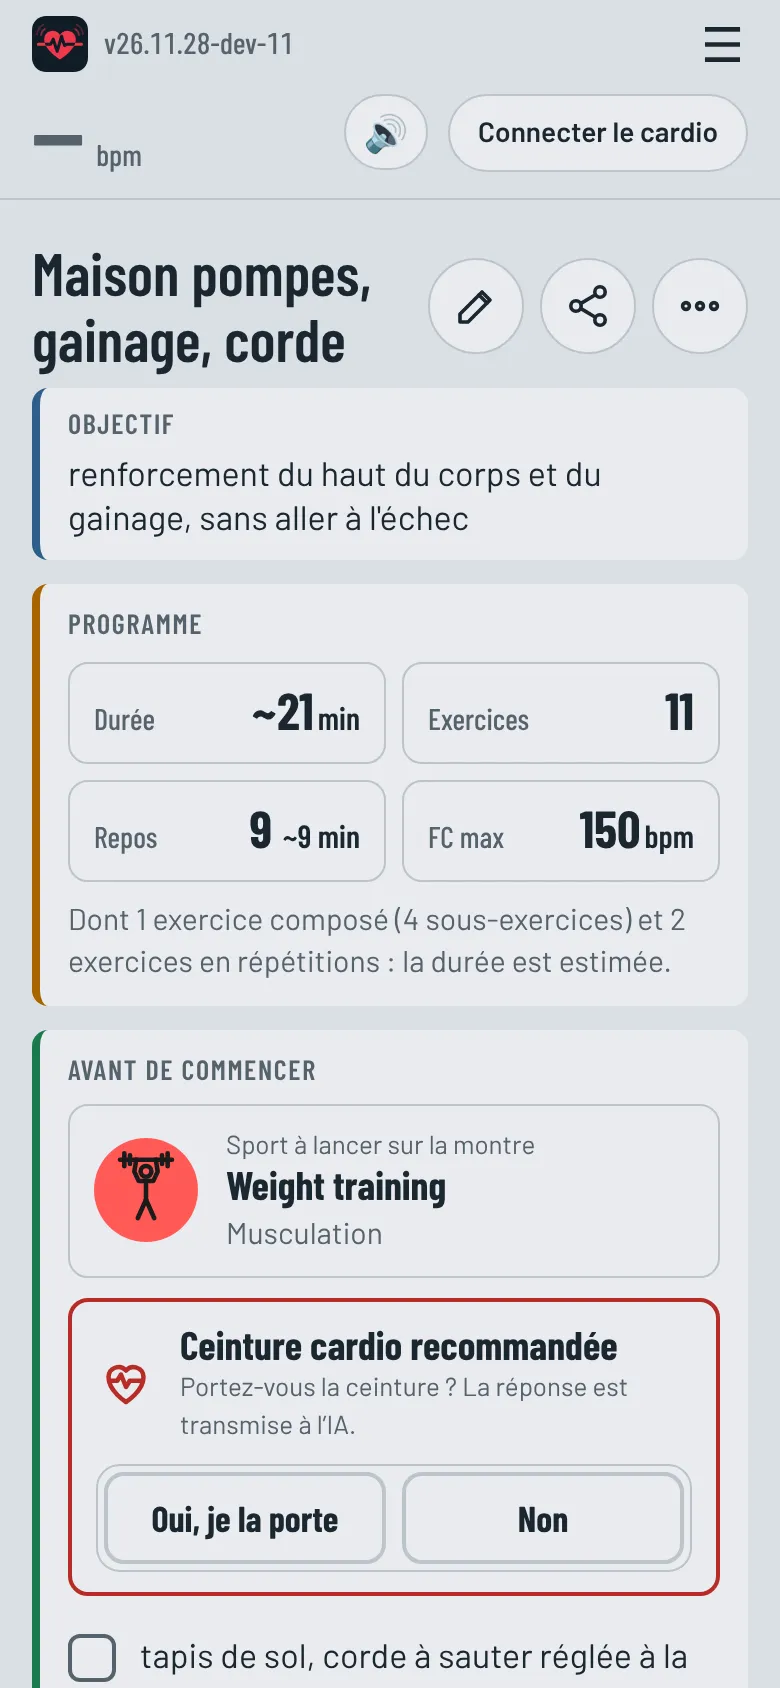 v26.11.28-dev-11
bpm
Connecter le cardio
Maison pompes,
gainage, corde
OBJECTIF
renforcement du haut du corps et du
gainage, sans aller à l'échec
PROGRAMME
Durée ~21 min
Exercices 11
Repos 9 ~9 min
FC max 150 bpm
Dont 1 exercice composé (4 sous-exercices) et 2
exercices en répétitions : la durée est estimée.
AVANT DE COMMENCER
Sport à lancer sur la montre
Weight training
Musculation
Ceinture cardio recommandée
Portez-vous la ceinture ? La réponse est
transmise à l’IA.
Oui, je la porte
Non
tapis de sol, corde à sauter réglée à la